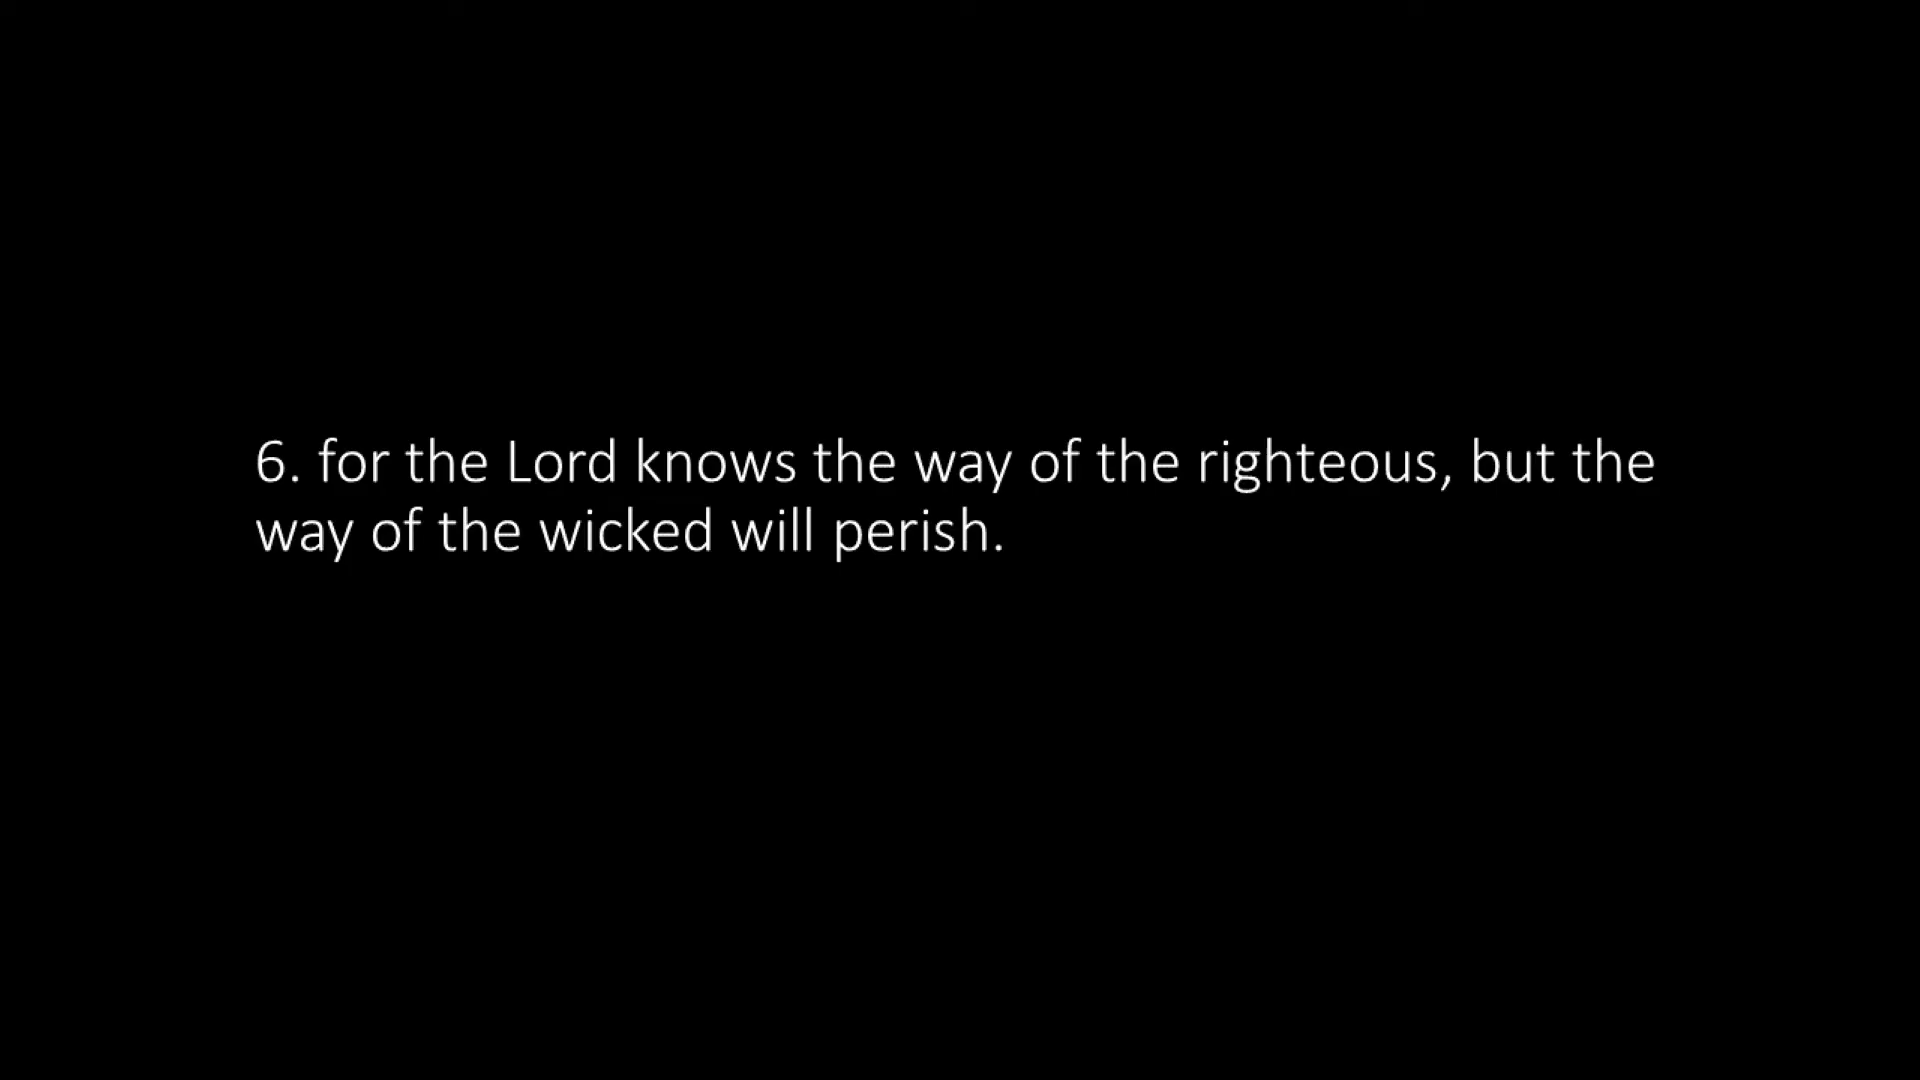 6. for the Lord knows the way of the righteous, but the
way of the wicked will perish.